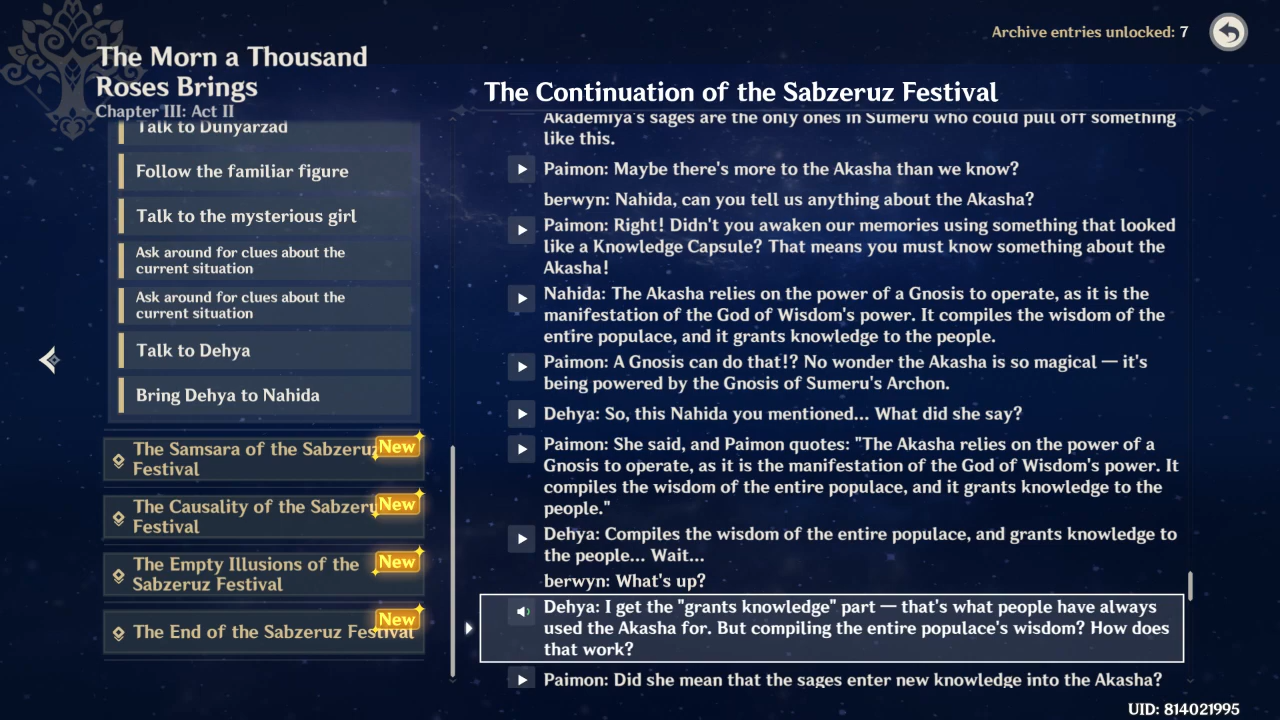 Archive entries unlocked: 7
The Morn a Thousand
Roses Brings
Chapter III: Act II
Talk to Dunyarzad
Follow the familiar figure
Talk to the mysterious girl
Ask around for clues about the
current situation
Ask around for clues about the
current situation
Talk to Dehya
Bring Dehya to Nahida
The Samsara of the Sabzeruz
Festival
New
The Causality of the Sabzeru
Festival
New
The Empty Illusions of the
Sabzeruz Festival
New
The End of the Sabzeruz Festival
New
The Continuation of the Sabzeruz Festival
Akademiya's sages are the only ones in Sumeru who could pull off something
like this.
Paimon: Maybe there's more to the Akasha than we know?
berwyn: Nahida, can you tell us anything about the Akasha?
Paimon: Right! Didn't you awaken our memories using something that looked
like a Knowledge Capsule? That means you must know something about the
Akasha!
Nahida: The Akasha relies on the power of a Gnosis to operate, as it is the
manifestation of the God of Wisdom's power. It compiles the wisdom of the
entire populace, and it grants knowledge to the people.
Paimon: A Gnosis can do that!? No wonder the Akasha is so magical — it's
being powered by the Gnosis of Sumeru's Archon.
Dehya: So, this Nahida you mentioned... What did she say?
Paimon: She said, and Paimon quotes: "The Akasha relies on the power of a
Gnosis to operate, as it is the manifestation of the God of Wisdom's power. It
compiles the wisdom of the entire populace, and it grants knowledge to the
people."
Dehya: Compiles the wisdom of the entire populace, and grants knowledge to
the people... Wait...
berwyn: What's up?
Dehya: I get the "grants knowledge" part — that's what people have always
used the Akasha for. But compiling the entire populace's wisdom? How does
that work?
Paimon: Did she mean that the sages enter new knowledge into the Akasha?
UID: 814021995